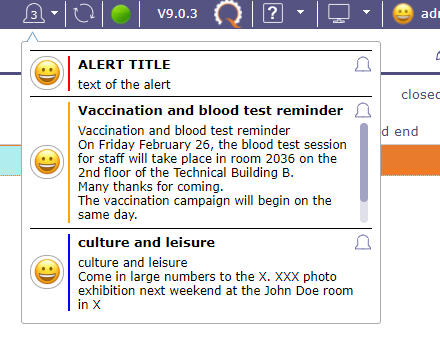 V9.0.3 ? adm
ALERT TITLE
text of the alert
closed
Vaccination and blood test reminder
Vaccination and blood test reminder
On Friday February 26, the blood test session
for staff will take place in room 2036 on the
2nd floor of the Technical Building B.
Many thanks for coming.
The vaccination campaign will begin on the
same day.
d end
culture and leisure
culture and leisure
Come in large numbers to the X. XXX photo
exhibition next weekend at the John Doe room
in X